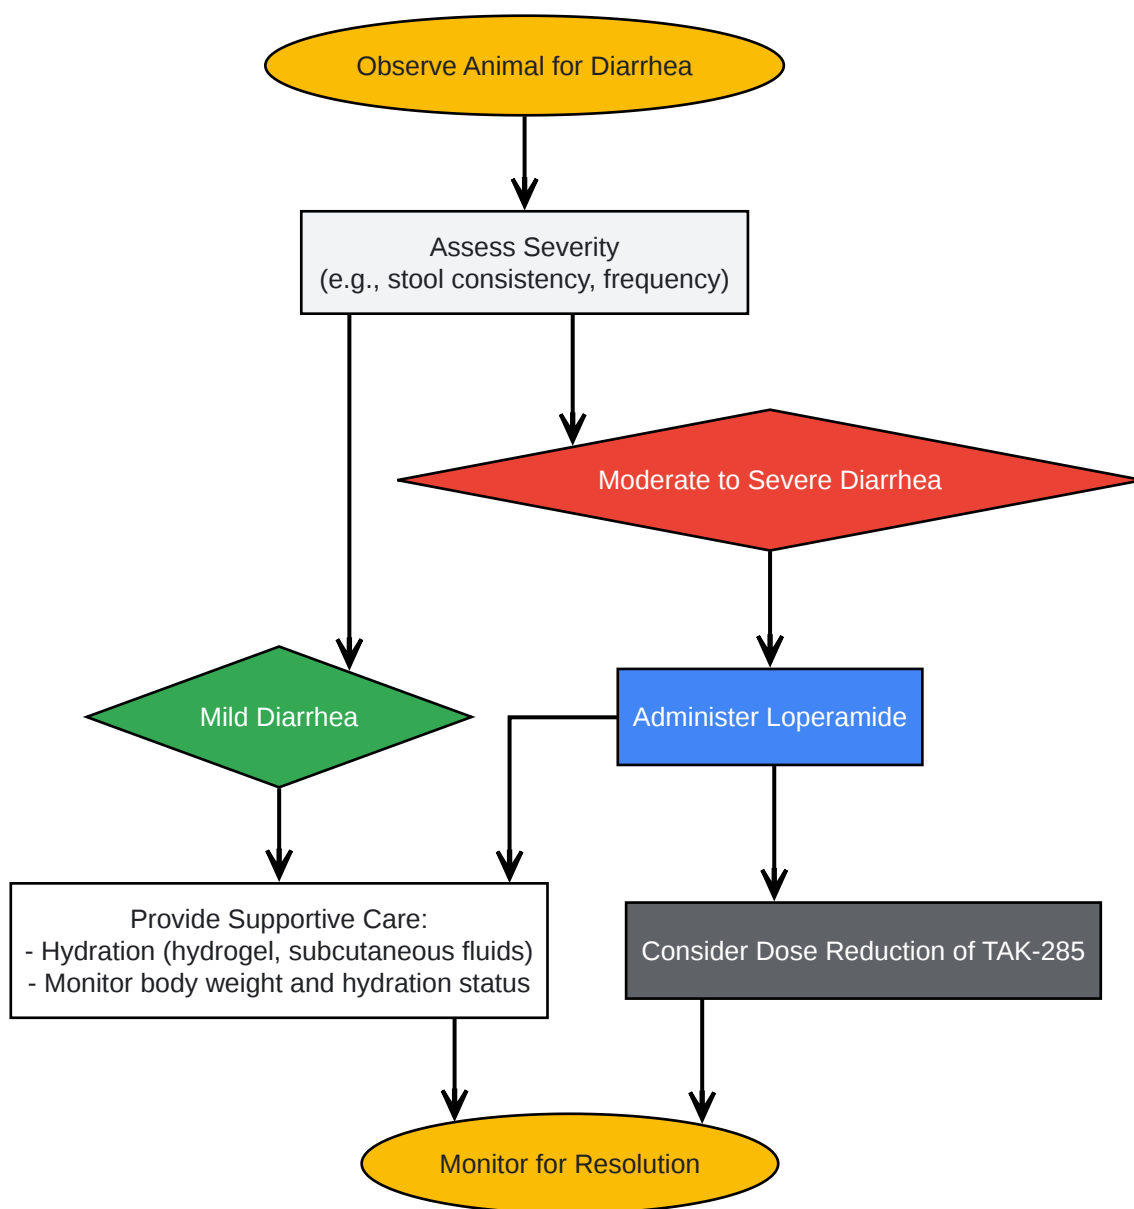 Observe Animal for Diarrhea
Assess Severity
(e.g., stool consistency, frequency)
Moderate to Severe Diarrhea
Mild Diarrhea
Administer Loperamide
Provide Supportive Care:
- Hydration (hydrogel, subcutaneous fluids)
- Monitor body weight and hydration status
Consider Dose Reduction of TAK-285
Monitor for Resolution